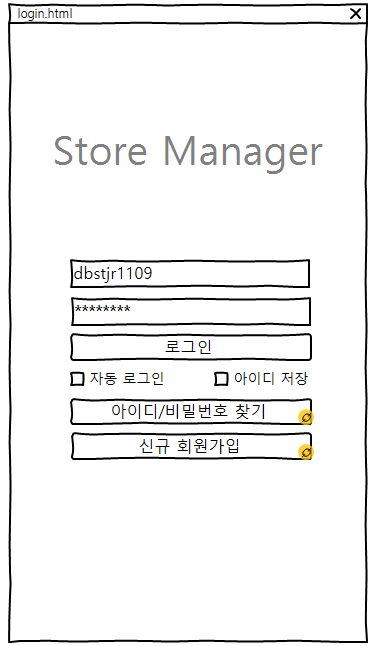 login.html
Store Manager
dbstjr1109
********
로그인
자동 로그인 아이디 저장
아이디/비밀번호 찾기
신규 회원가입